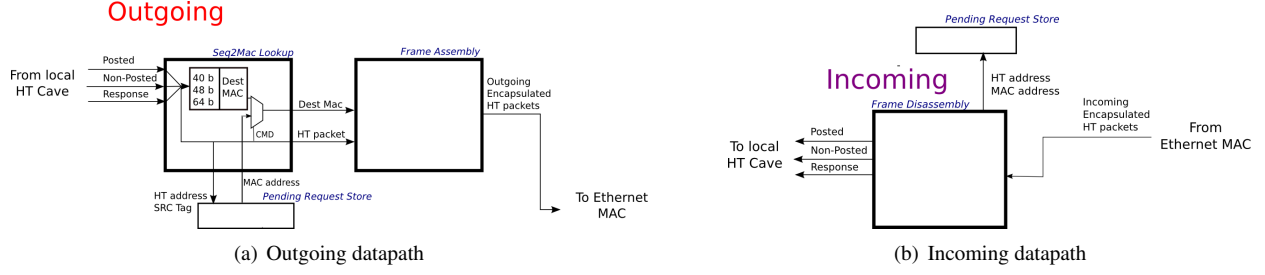 Outgoing
Seq2Mac Lookup
Frame Assembly
From local
HT Cave
Posted
Non-Posted
Response
40 b
48 b
64 b
Dest
MAC
CMD
Dest Mac
HT packet
Outgoing
Encapsulated
HT packets
HT address
SRC Tag
MAC address
Pending Request Store
To Ethernet
MAC
(a) Outgoing datapath
Pending Request Store
Incoming
HT address
MAC address
Frame Disassembly
To local
HT Cave
Posted
Non-Posted
Response
Incoming
Encapsulated
HT packets
From
Ethernet MAC
(b) Incoming datapath